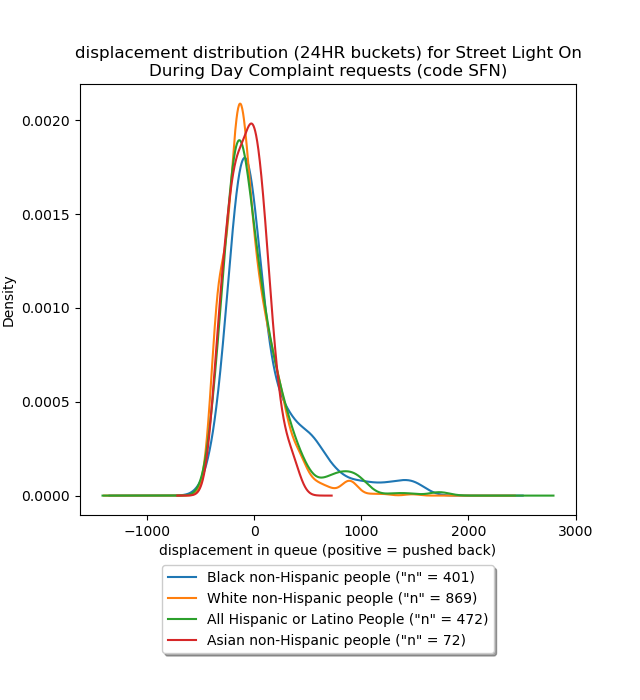 displacement distribution (24HR buckets) for Street Light On
During Day Complaint requests (code SFN)
0.0020
0.0015
0.0010
0.0005
0.0000
Density
−1000 0 1000 2000 3000
displacement in queue (positive = pushed back)
Black non-Hispanic people ("n" = 401)
White non-Hispanic people ("n" = 869)
All Hispanic or Latino People ("n" = 472)
Asian non-Hispanic people ("n" = 72)